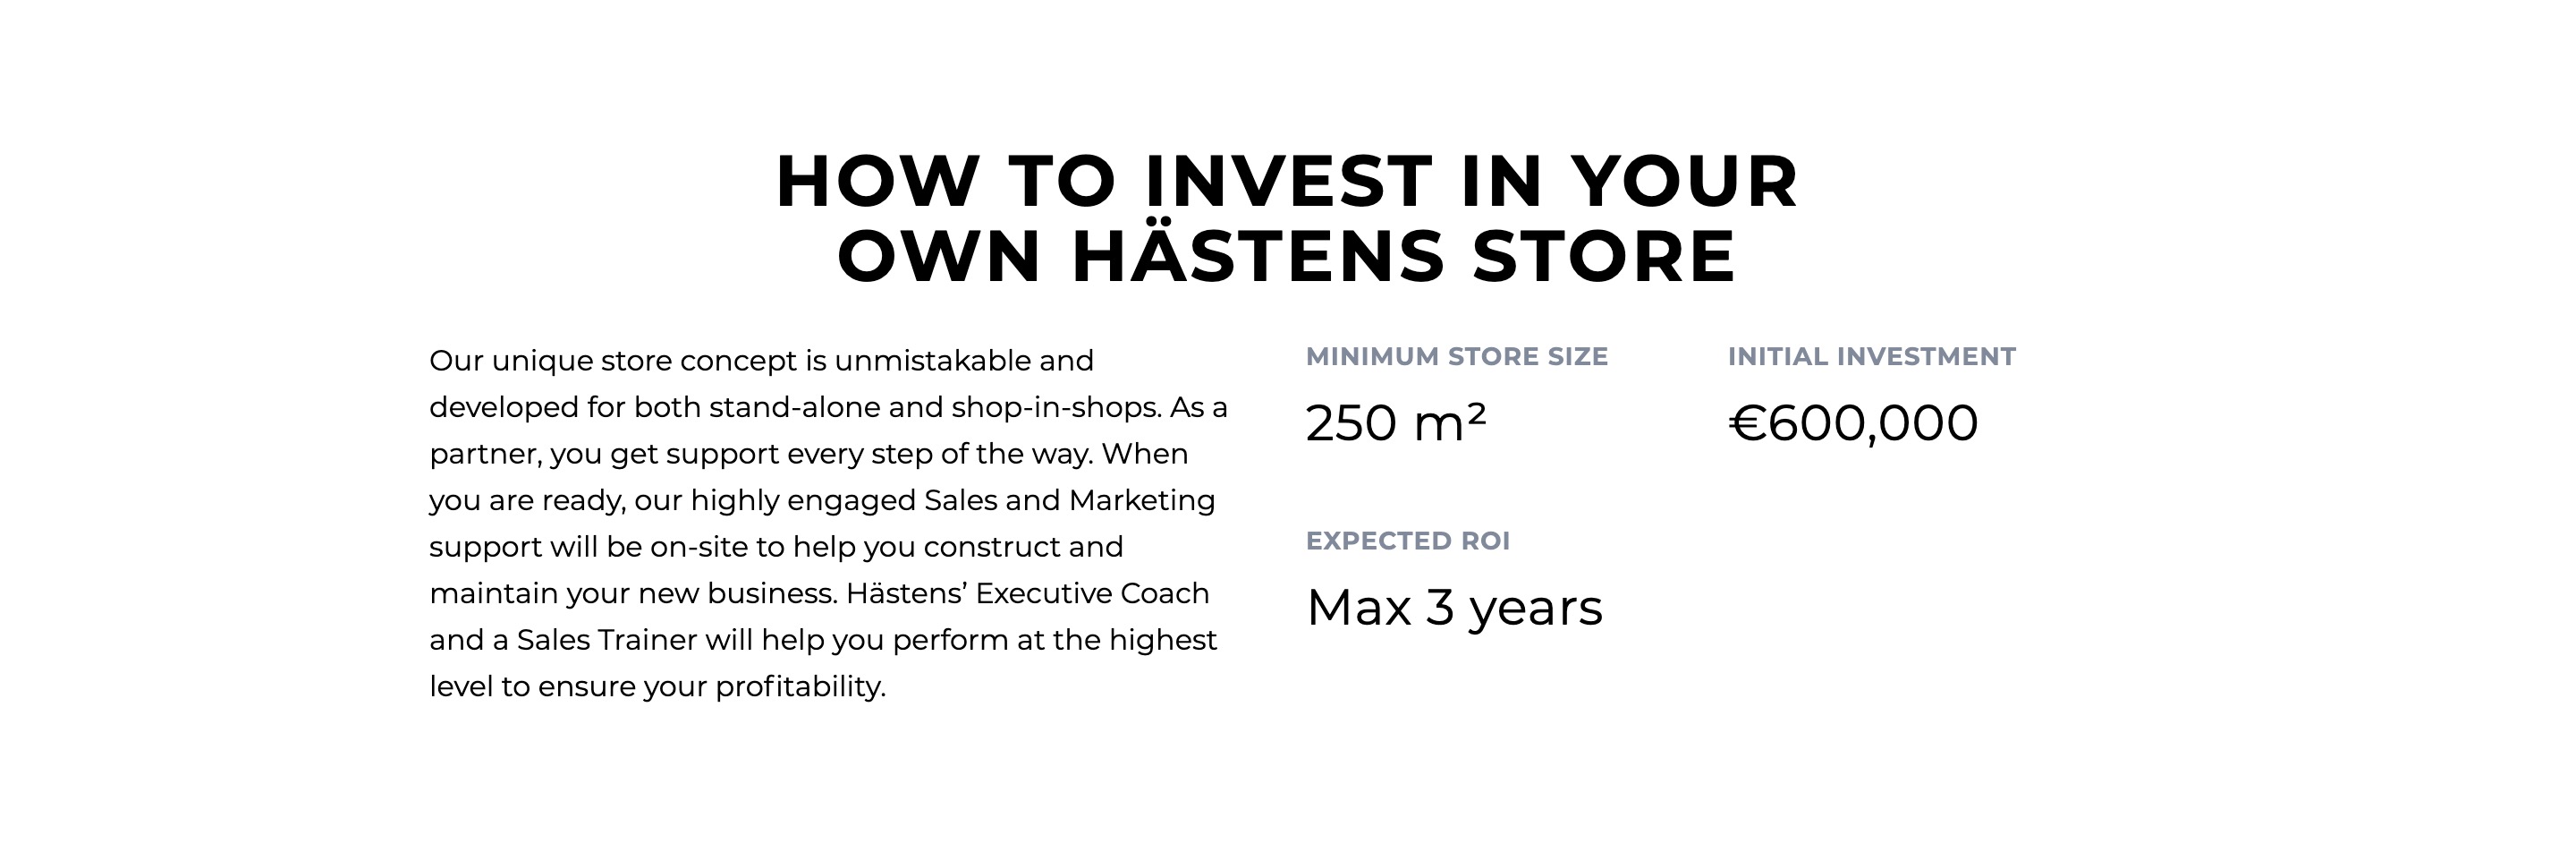 HOW TO INVEST IN YOUR
OWN HÄSTENS STORE
Our unique store concept is unmistakable and
developed for both stand-alone and shop-in-shops. As a
partner, you get support every step of the way. When
you are ready, our highly engaged Sales and Marketing
support will be on-site to help you construct and
maintain your new business. Hästens’ Executive Coach
and a Sales Trainer will help you perform at the highest
level to ensure your profitability.
MINIMUM STORE SIZE
250 m²
INITIAL INVESTMENT
€600,000
EXPECTED ROI
Max 3 years